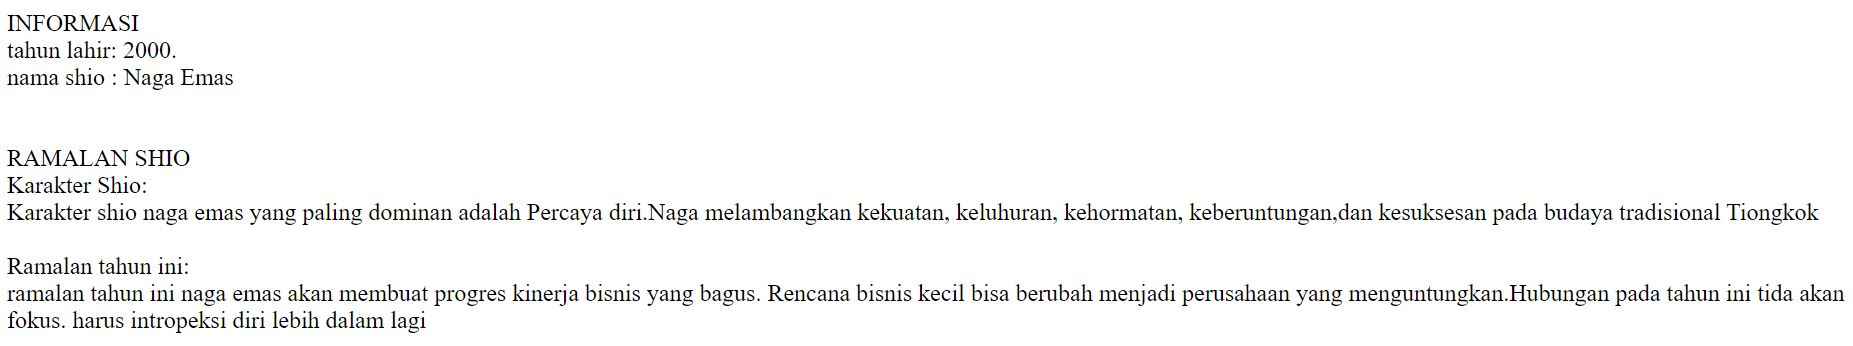 INFORMASI
tahun lahir: 2000.
nama shio : Naga Emas
RAMALAN SHIO
Karakter Shio:
Karakter shio naga emas yang paling dominan adalah Percaya diri.Naga melambangkan kekuatan, keluhuran, kehormatan, keberuntungan,dan kesuksesan pada budaya tradisional Tiongkok
Ramalan tahun ini:
ramalan tahun ini naga emas akan membuat progres kinerja bisnis yang bagus. Rencana bisnis kecil bisa berubah menjadi perusahaan yang menguntungkan.Hubungan pada tahun ini tida akan
fokus. harus intropeksi diri lebih dalam lagi